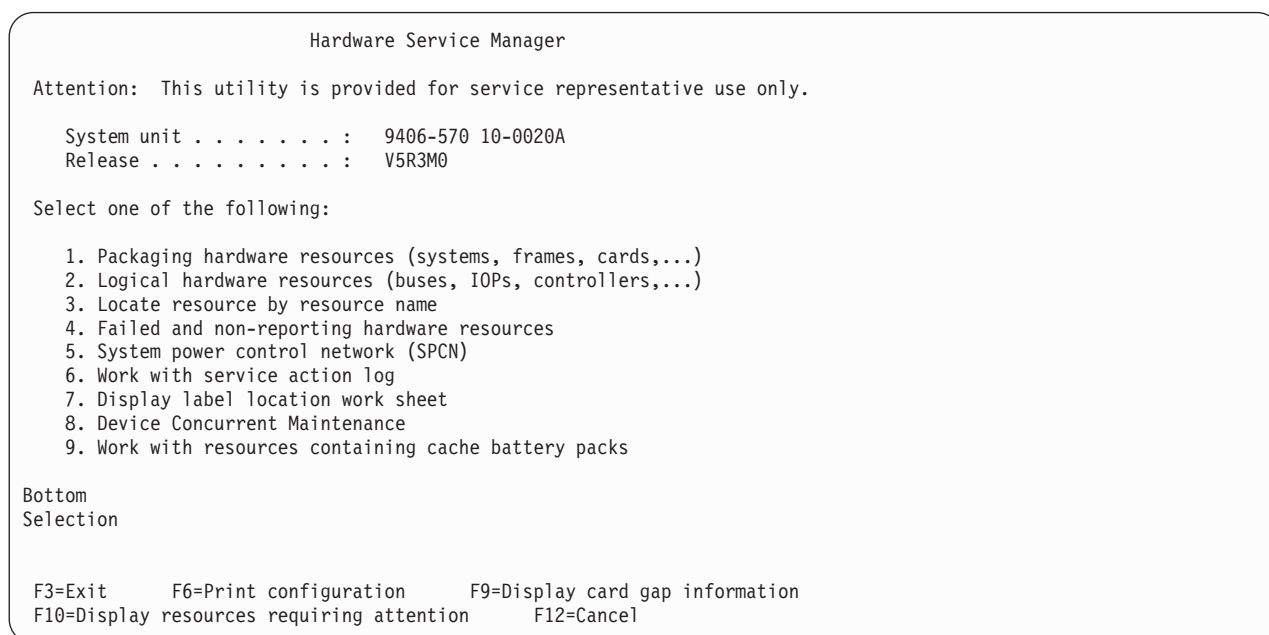 Hardware Service Manager
Attention:  This utility is provided for service representative use only.
System unit . . . . . . . :   9406-570 10-0020A
Release . . . . . . . . . :   V5R3M0
Select one of the following:
1. Packaging hardware resources (systems, frames, cards,...)
2. Logical hardware resources (buses, IOPs, controllers,...)
3. Locate resource by resource name
4. Failed and non-reporting hardware resources
5. System power control network (SPCN)
6. Work with service action log
7. Display label location work sheet
8. Device Concurrent Maintenance
9. Work with resources containing cache battery packs
Bottom
Selection
F3=Exit      F6=Print configuration      F9=Display card gap information
F10=Display resources requiring attention      F12=Cancel